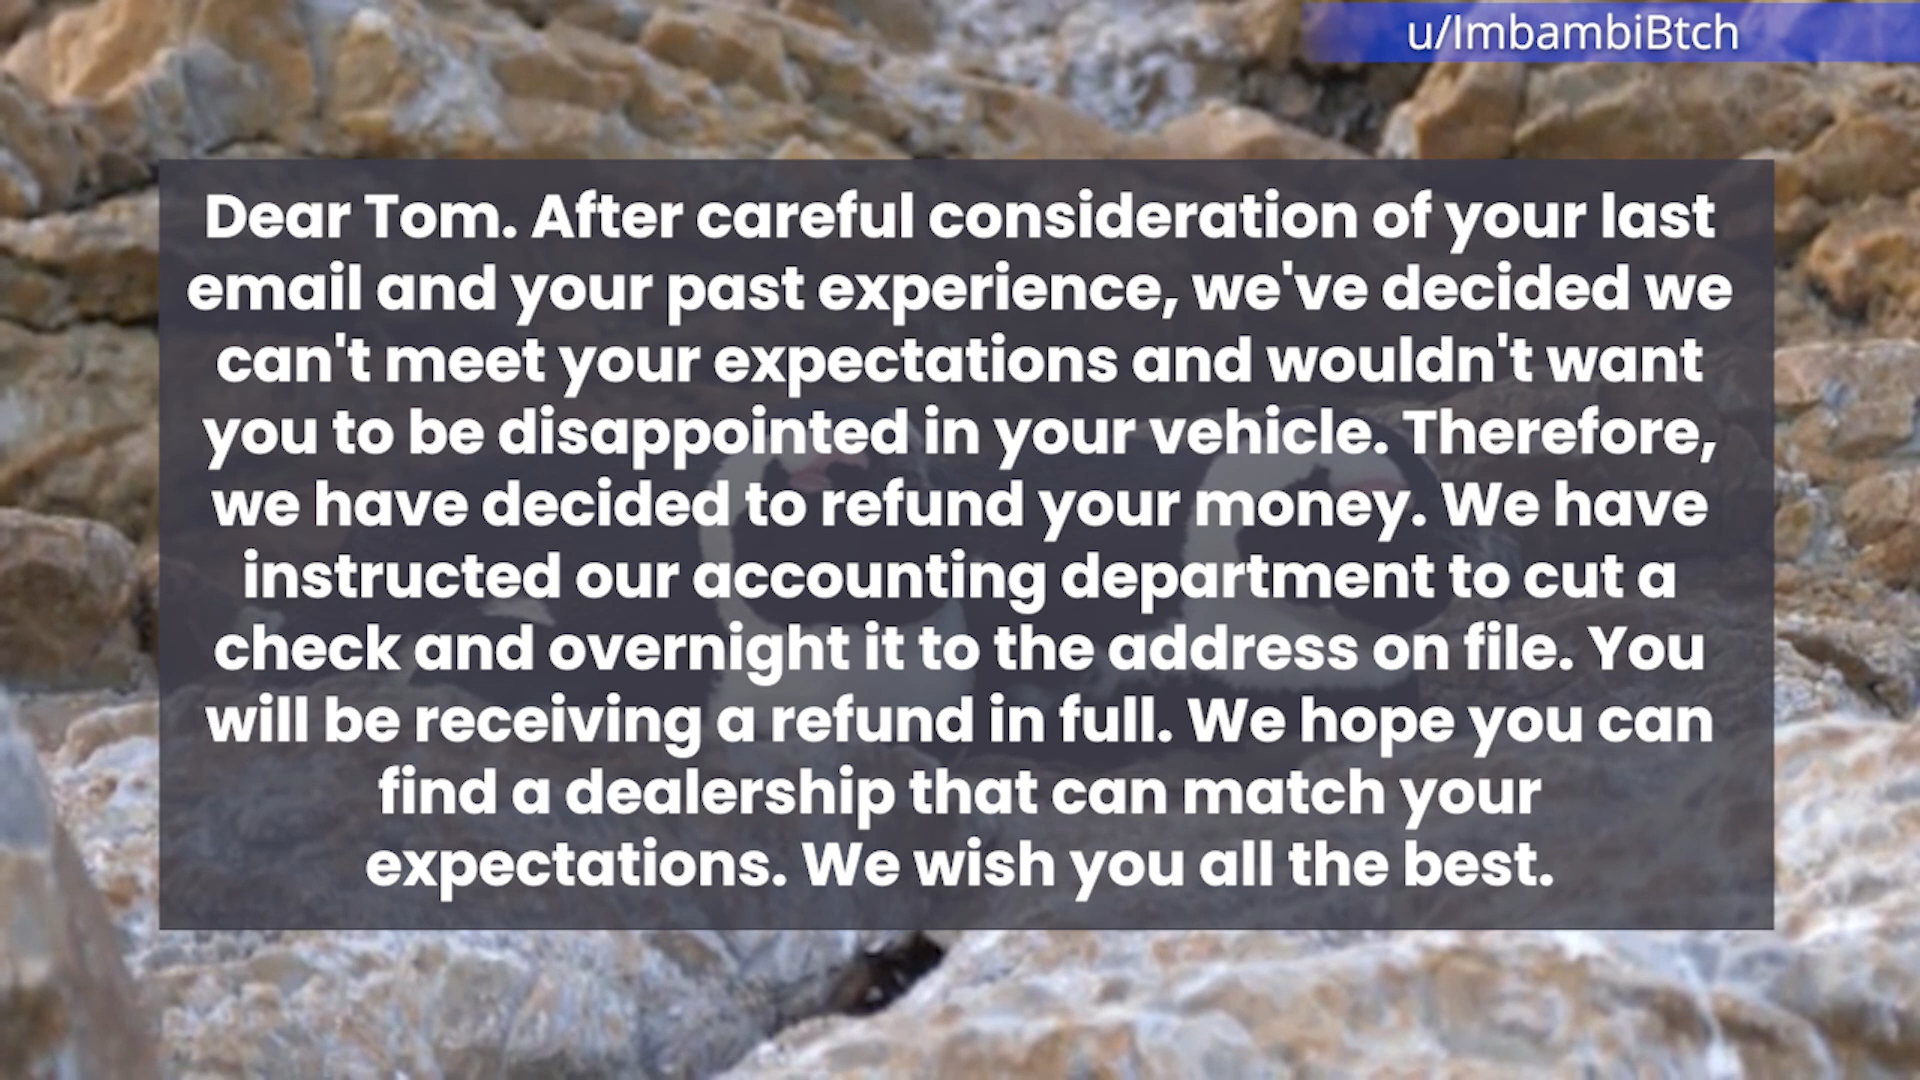 u/ImbambiBtch
Dear Tom. After careful consideration of your last
email and your past experience, we've decided we
can't meet your expectations and wouldn't want
you to be disappointed in your vehicle. Therefore,
we have decided to refund your money. We have
instructed our accounting department to cut a
check and overnight it to the address on file. You
will be receiving a refund in full. We hope you can
find a dealership that can match your
expectations. We wish you all the best.